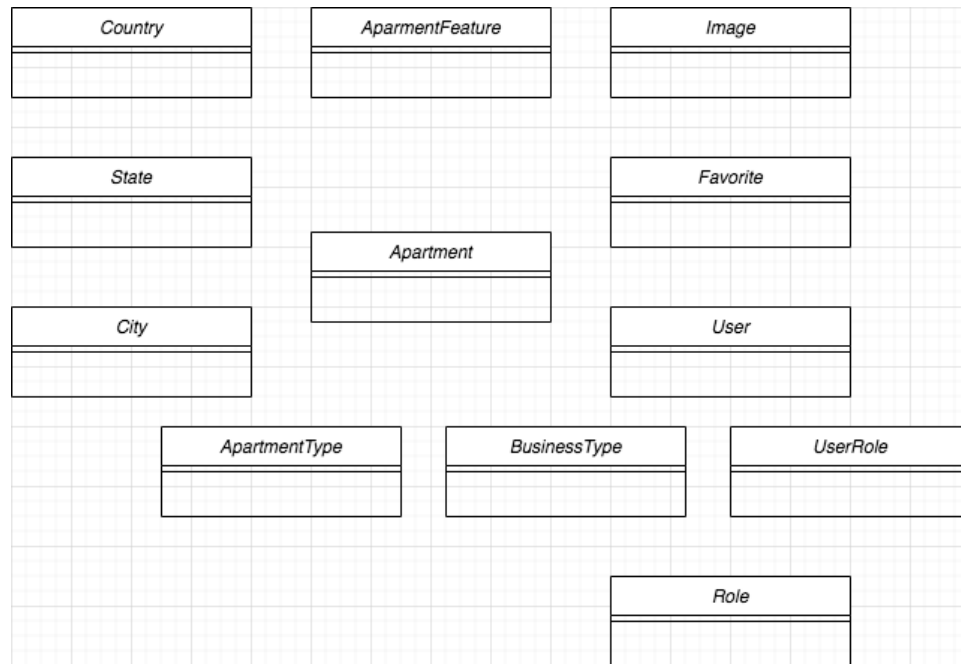 Country
AparmentFeature
Image
State
Favorite
Apartment
City
User
ApartmentType
BusinessType
UserRole
Role